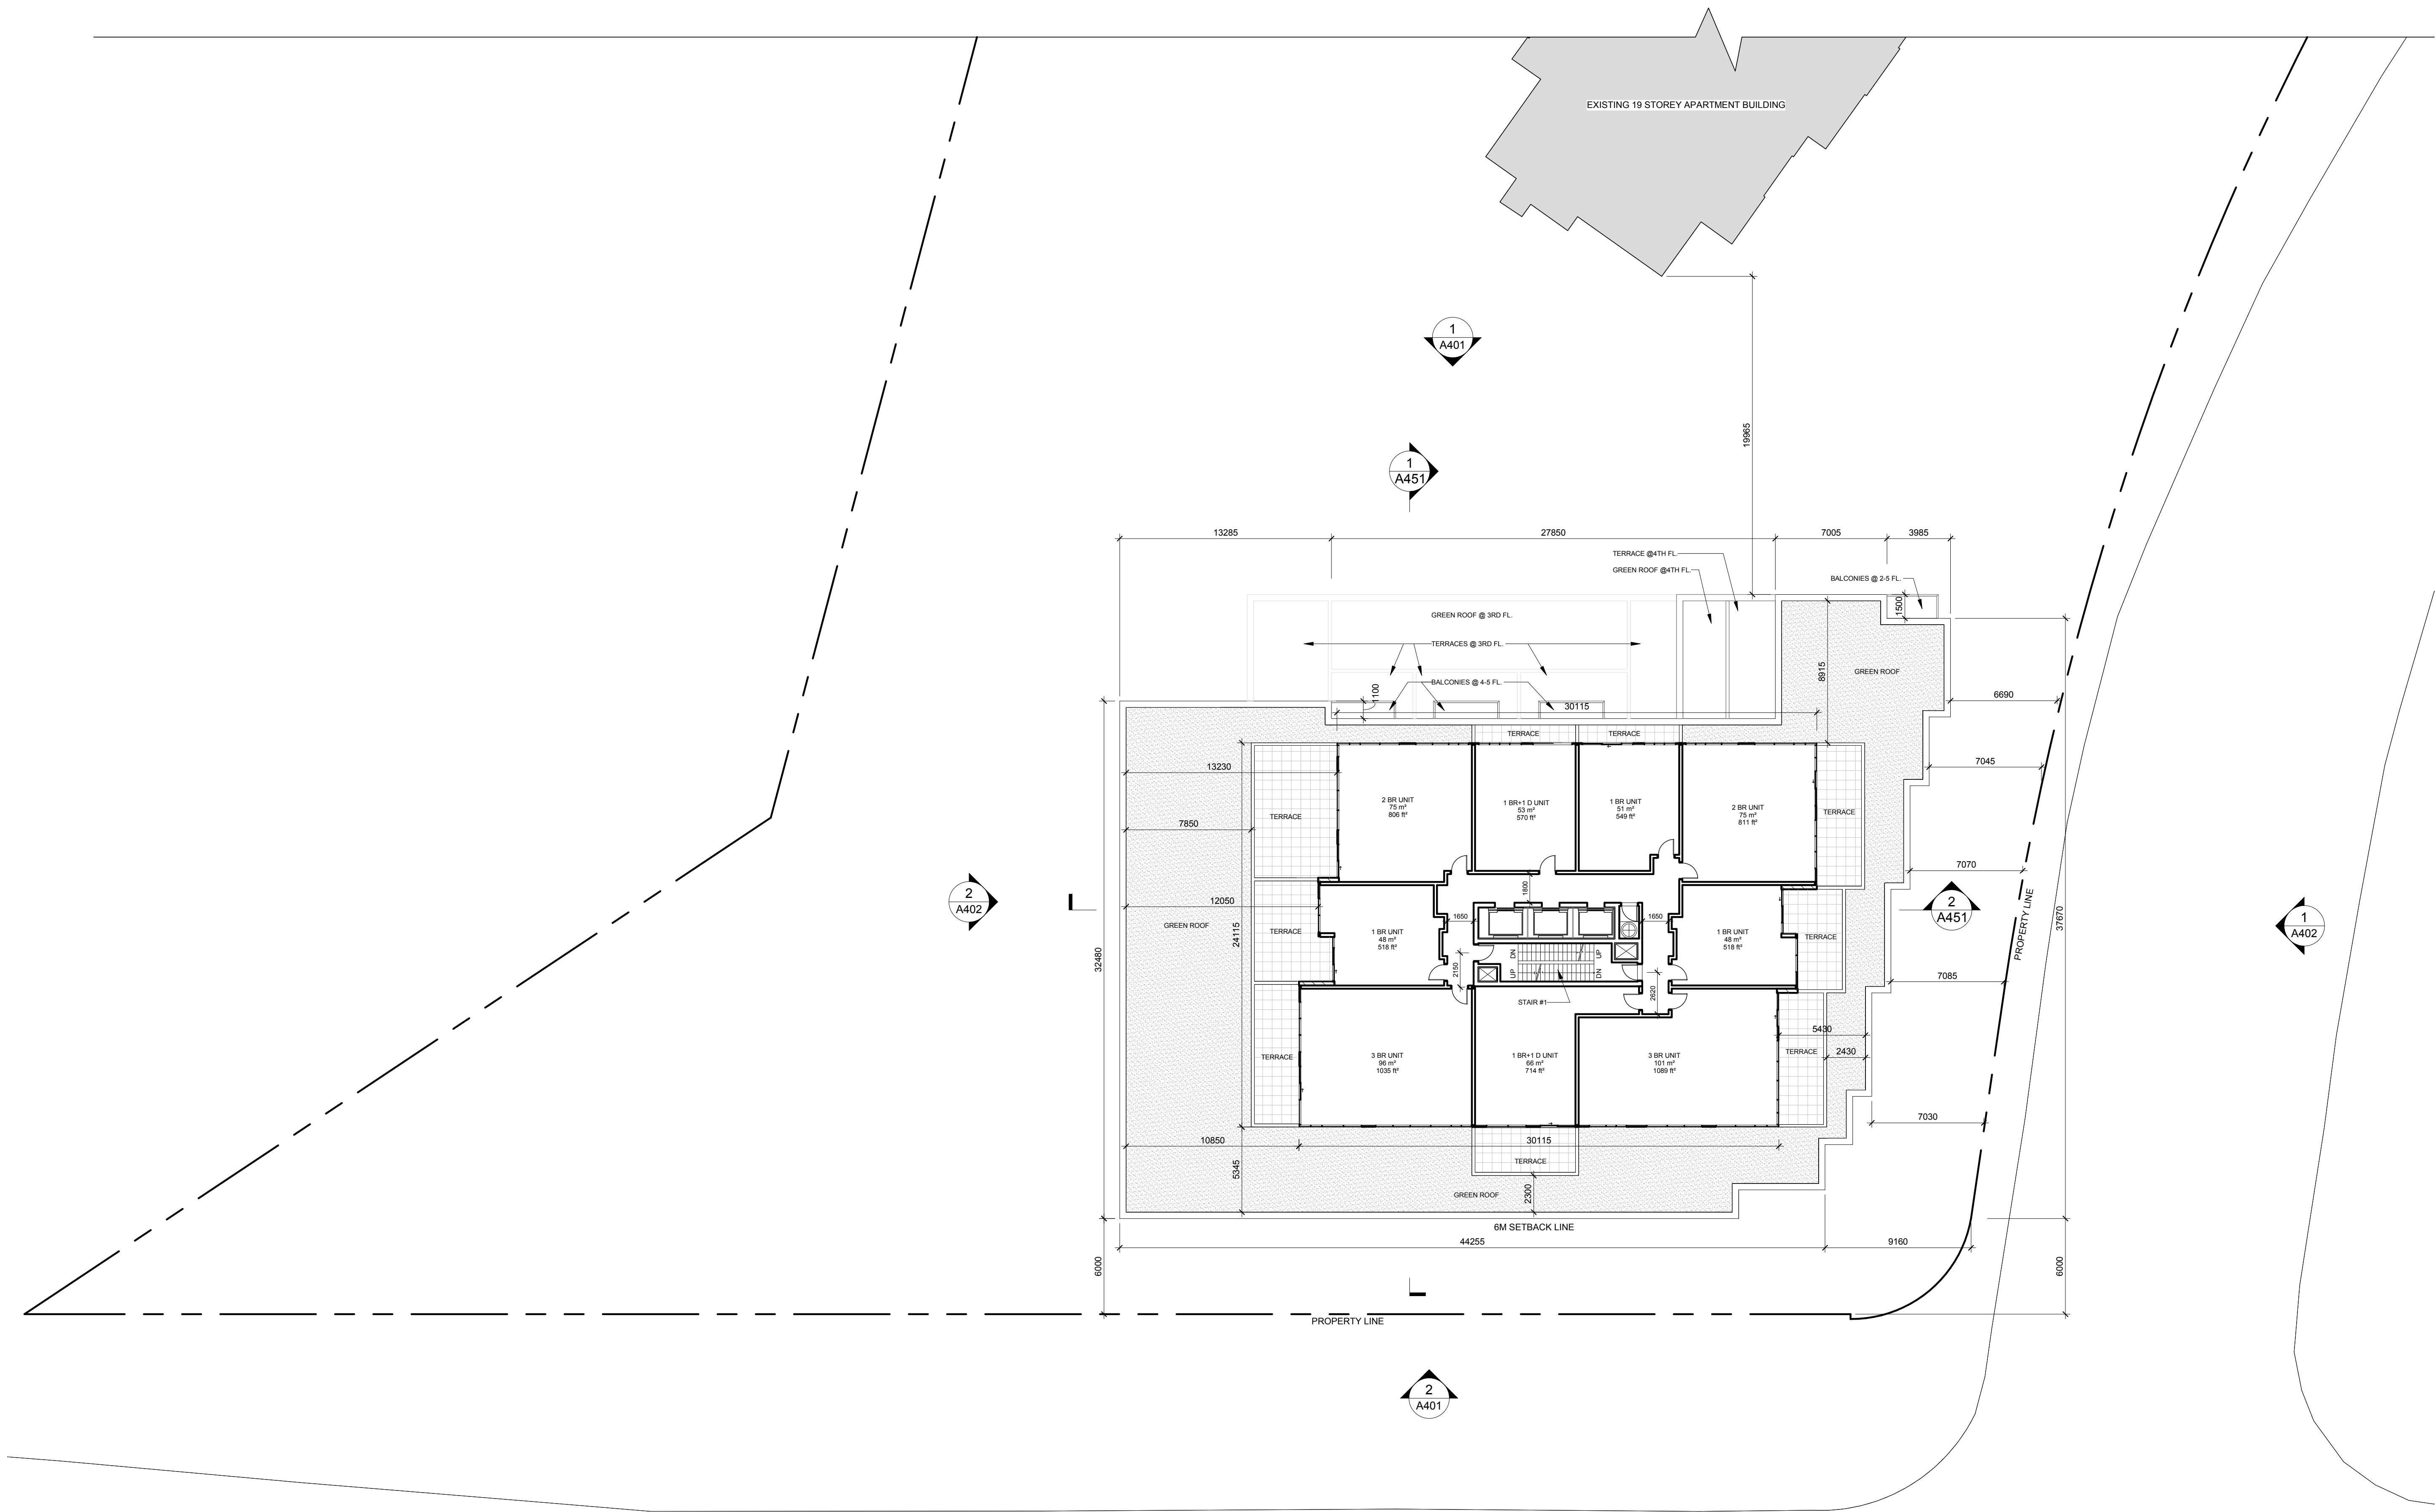 EXISTING 19 STOREY APARTMENT BUILDING
1
A401
19965
1
A451
13285
27850
7005
3985
TERRACE @4TH FL.
GREEN ROOF @4TH FL.
BALCONIES @ 2-5 FL.
1500
GREEN ROOF @ 3RD FL.
TERRACES @ 3RD FL.
8915
GREEN ROOF
BALCONIES @ 4-5 FL.
1100
6690
30115
TERRACE
TERRACE
13230
7045
2 BR UNIT
75 m²
806 ft²
1 BR+1 D UNIT
53 m²
570 ft²
1 BR UNIT
51 m²
549 ft²
2 BR UNIT
75 m²
811 ft²
TERRACE
TERRACE
7850
7070
1800
2
A402
12050
1650
1650
2
A451
PROPERTY LINE
37670
1
A402
GREEN ROOF
24115
32480
TERRACE
1 BR UNIT
48 m²
518 ft²
1 BR UNIT
48 m²
518 ft²
TERRACE
DN
UP
UP
DN
2150
2620
7085
STAIR #1
5430
2430
TERRACE
3 BR UNIT
96 m²
1035 ft²
1 BR+1 D UNIT
66 m²
714 ft²
3 BR UNIT
101 m²
1089 ft²
TERRACE
7030
10850
30115
5345
TERRACE
2300
GREEN ROOF
6M SETBACK LINE
44255
9160
6000
6000
PROPERTY LINE
2
A401